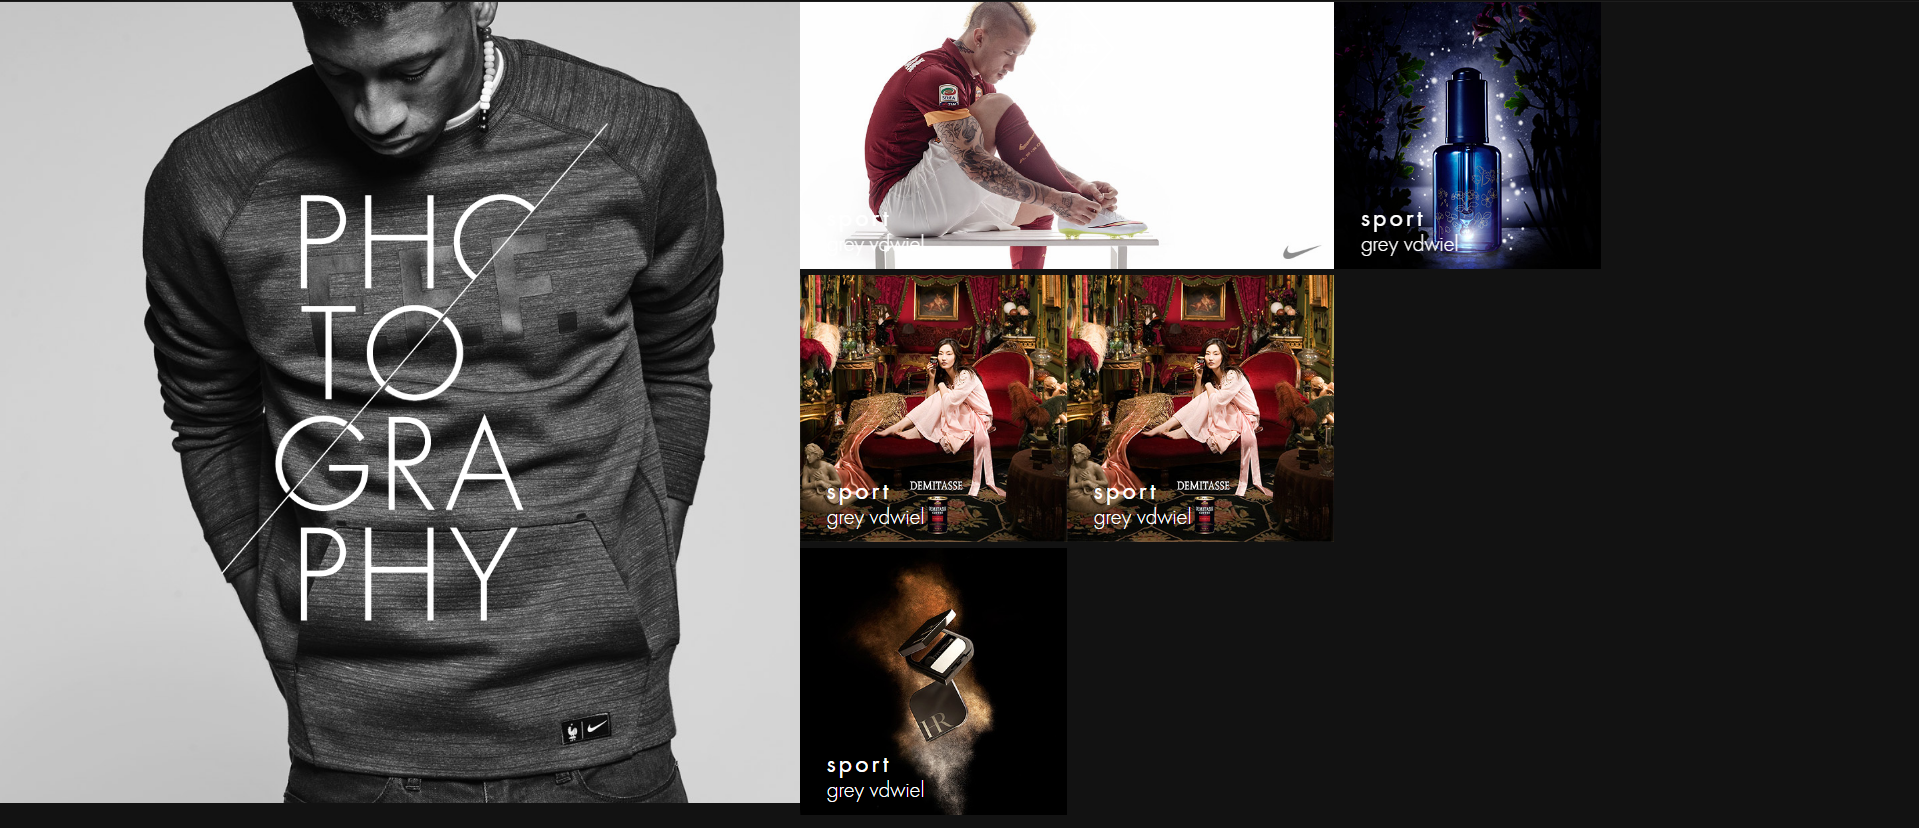 PHO
TO
GRA
PHY
F.F.F.
sport
grey vdwiel
sport
grey vdwiel
DEMITASSE
sport
grey vdwiel
DEMITASSE
sport
grey vdwiel
HR
sport
grey vdwiel